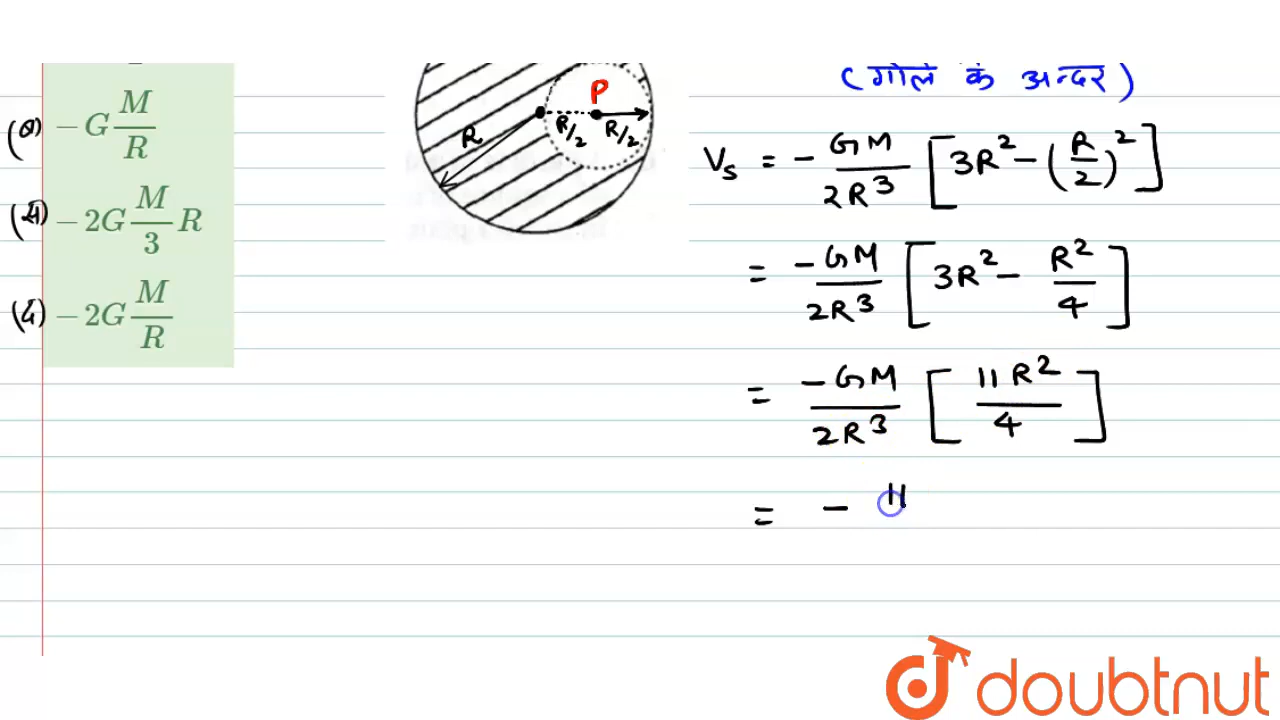 (ब) -G M/R
(स) -2G M/3 R
(द) -2G M/R
P
R
R/2
R/2
(गोले के अन्दर)
Vs = - GM/2R³ [3R² - (R/2)²]
= -GM/2R³ [3R² - R²/4]
= -GM/2R³ [11R²/4]
= - 11
doubtnut